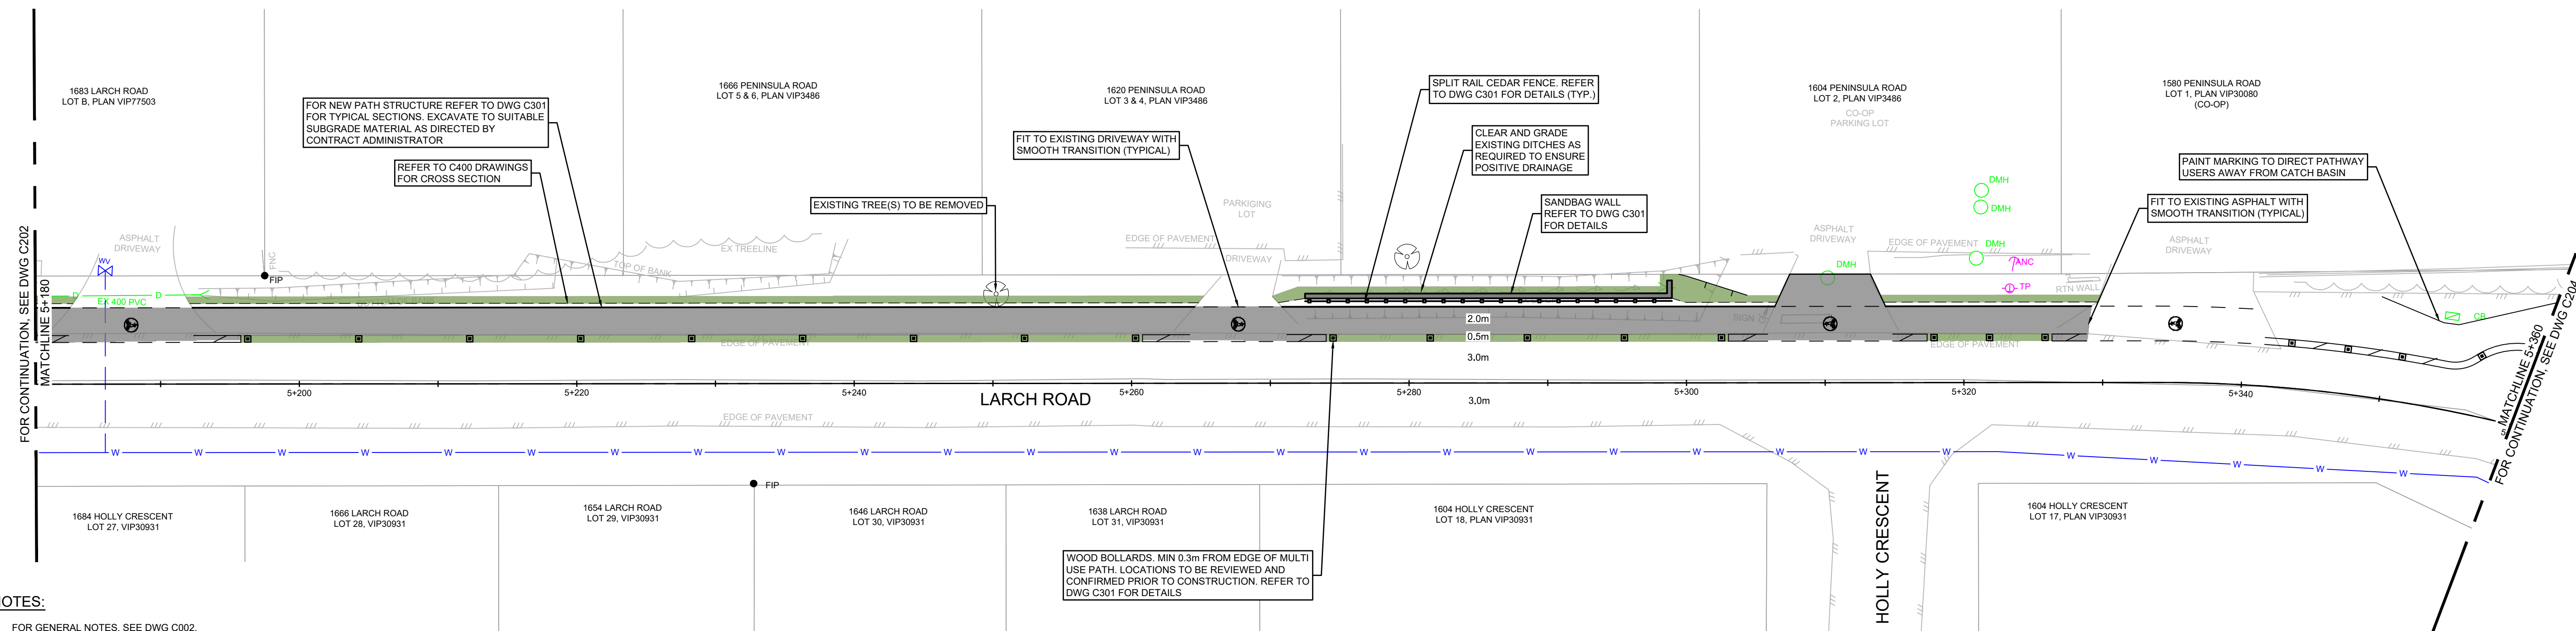 1683 LARCH ROAD
LOT B, PLAN VIP77503
1666 PENINSULA ROAD
LOT 5 & 6, PLAN VIP3486
1620 PENINSULA ROAD
LOT 3 & 4, PLAN VIP3486
1604 PENINSULA ROAD
LOT 2, PLAN VIP3486
CO-OP
PARKING LOT
1580 PENINSULA ROAD
LOT 1, PLAN VIP30080
(CO-OP)
FOR NEW PATH STRUCTURE REFER TO DWG C301
FOR TYPICAL SECTIONS. EXCAVATE TO SUITABLE
SUBGRADE MATERIAL AS DIRECTED BY
CONTRACT ADMINISTRATOR
REFER TO C400 DRAWINGS
FOR CROSS SECTION
EXISTING TREE(S) TO BE REMOVED
FIT TO EXISTING DRIVEWAY WITH
SMOOTH TRANSITION (TYPICAL)
SPLIT RAIL CEDAR FENCE. REFER
TO DWG C301 FOR DETAILS (TYP.)
CLEAR AND GRADE
EXISTING DITCHES AS
REQUIRED TO ENSURE
POSITIVE DRAINAGE
SANDBAG WALL
REFER TO DWG C301
FOR DETAILS
PAINT MARKING TO DIRECT PATHWAY
USERS AWAY FROM CATCH BASIN
FIT TO EXISTING ASPHALT WITH
SMOOTH TRANSITION (TYPICAL)
FOR CONTINUATION, SEE DWG C202
MATCHLINE 5+180
ASPHALT
DRIVEWAY
WV
D
D
EX 400 PVC
FNC
FIP
TOP OF BANK
EX TREELINE
PARKIGING
LOT
EDGE OF PAVEMENT
DRIVEWAY
ASPHALT
DRIVEWAY
EDGE OF PAVEMENT
DMH
DMH
DMH
DMH
ANC
TP
RTN WALL
ASPHALT
DRIVEWAY
CB
SIGN
2.0m
0.5m
3.0m
3.0m
EDGE OF PAVEMENT
EDGE OF PAVEMENT
EDGE OF PAVEMENT
5+200
5+220
5+240
5+260
5+280
5+300
5+320
5+340
LARCH ROAD
EDGE OF PAVEMENT
MATCHLINE 5+360
FOR CONTINUATION, SEE DWG C204
W W W W W W W W W W W W W W W W W W W W W W W W W W W W
FIP
1684 HOLLY CRESCENT
LOT 27, VIP30931
1666 LARCH ROAD
LOT 28, VIP30931
1654 LARCH ROAD
LOT 29, VIP30931
1646 LARCH ROAD
LOT 30, VIP30931
1638 LARCH ROAD
LOT 31, VIP30931
1604 HOLLY CRESCENT
LOT 18, PLAN VIP30931
HOLLY CRESCENT
1604 HOLLY CRESCENT
LOT 17, PLAN VIP30931
WOOD BOLLARDS. MIN 0.3m FROM EDGE OF MULTI
USE PATH. LOCATIONS TO BE REVIEWED AND
CONFIRMED PRIOR TO CONSTRUCTION. REFER TO
DWG C301 FOR DETAILS
NOTES:
FOR GENERAL NOTES, SEE DWG C002.